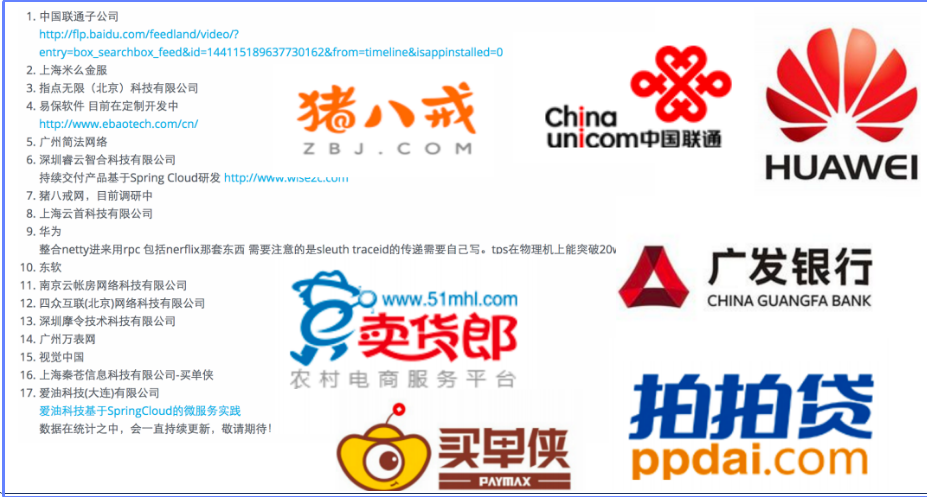 1. 中国联通子公司
http://flp.baidu.com/feedland/video/?
entry=box_searchbox_feed&id=144115189637730162&from=timeline&isappinstalled=0
2. 上海米么金服
3. 指点无限（北京）科技有限公司
4. 易保软件 目前在定制开发中
http://www.ebaotech.com/cn/
5. 广州简法网络
6. 深圳睿云智合科技有限公司
持续交付产品基于Spring Cloud研发 http://www.wise2c.com
7. 猪八戒网，目前调研中
8. 上海云首科技有限公司
9. 华为
整合netty进来用rpc 包括nerflix那套东西 需要注意的是sleuth traceid的传递需要自己写。tps在物理机上能突破20w
10. 东软
11. 南京云帐房网络科技有限公司
12. 四众互联(北京)网络科技有限公司
13. 深圳摩令技术科技有限公司
14. 广州万表网
15. 视觉中国
16. 上海秦苍信息科技有限公司-买单侠
17. 爱油科技(大连)有限公司
爱油科技基于SpringCloud的微服务实践
数据在统计之中，会一直持续更新，敬请期待！
猪八戒
ZBJ.COM
China
unicom中国联通
HUAWEI
广发银行
CHINA GUANGFA BANK
www.51mhl.com
卖货郎
农村电商服务平台
买单侠
PAYMAX
拍拍贷
ppdai.com